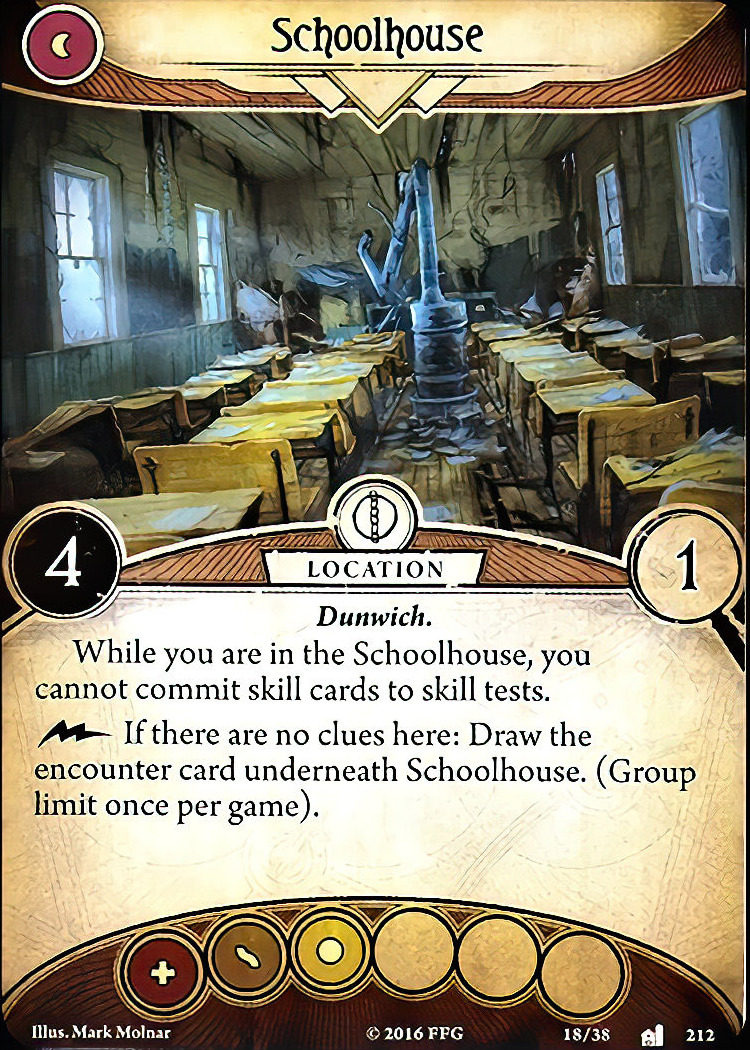 Schoolhouse
4
LOCATION
1
Dunwich.
While you are in the Schoolhouse, you
cannot commit skill cards to skill tests.
If there are no clues here: Draw the
encounter card underneath Schoolhouse. (Group
limit once per game).
Illus. Mark Molnar
© 2016 FFG
18/38
212